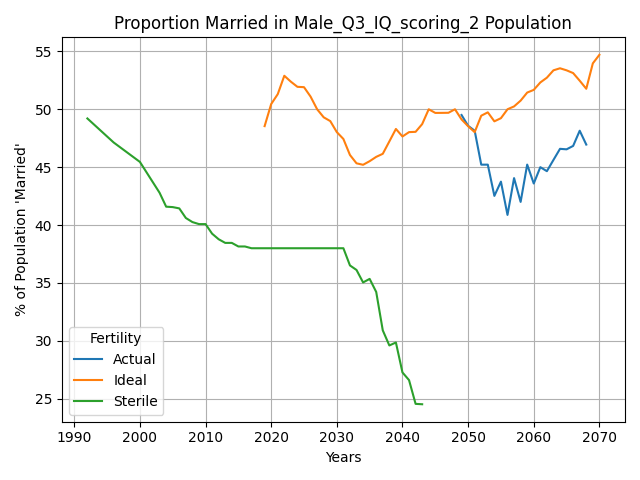 Proportion Married in Male_Q3_IQ_scoring_2 Population
% of Population 'Married'
55
50
45
40
35
30
25
Fertility
Actual
Ideal
Sterile
1990 2000 2010 2020 2030 2040 2050 2060 2070
Years